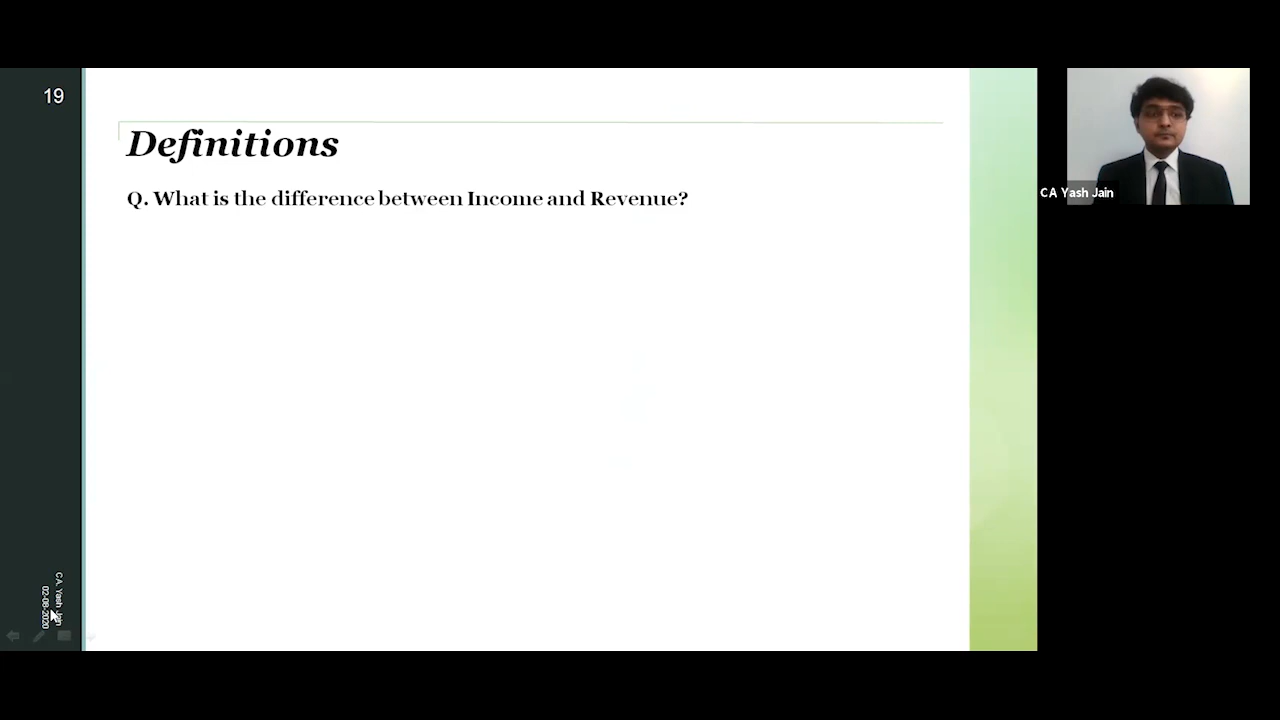 19
Definitions
Q. What is the difference between Income and Revenue?
CA Yash Jain
CA. Yash Jain
02-08-2020